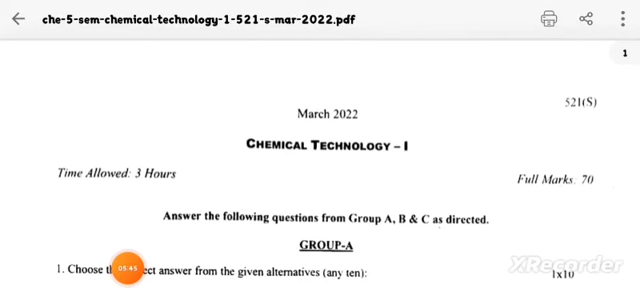 che-5-sem-chemical-technology-1-521-s-mar-2022.pdf
1
521(S)
March 2022
CHEMICAL TECHNOLOGY – I
Time Allowed: 3 Hours
Full Marks: 70
Answer the following questions from Group A, B & C as directed.
GROUP-A
1. Choose answer from the given alternatives (any ten):
1x10
05:45
XRecorder